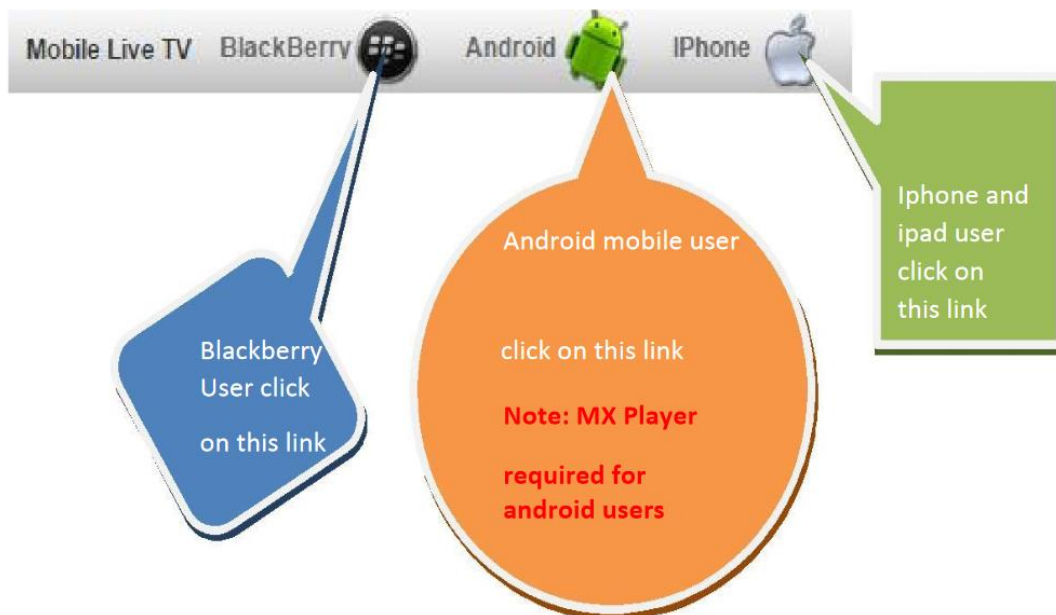 Mobile Live TV BlackBerry Android IPhone
Iphone and
ipad user
click on
this link
Android mobile user
click on this link
Note: MX Player
required for
android users
Blackberry
User click
on this link